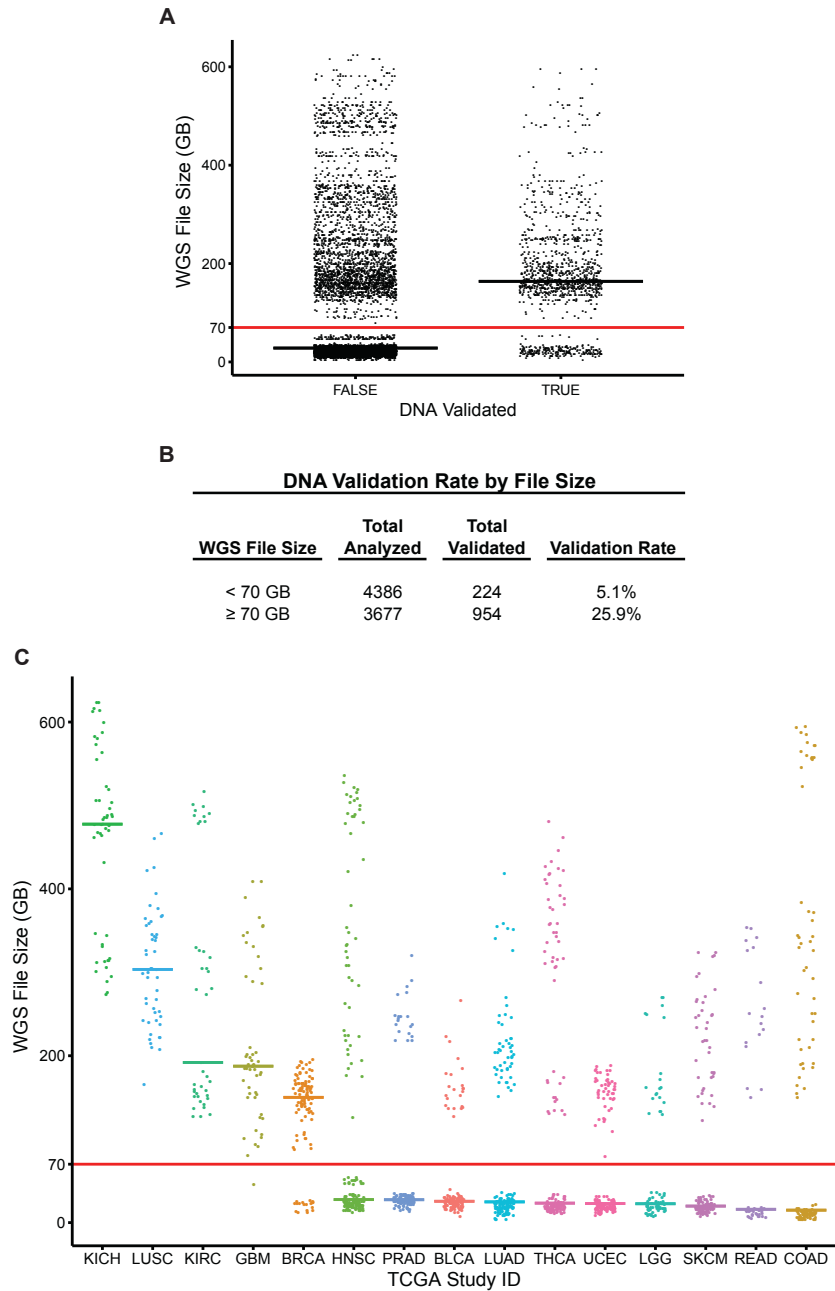 A
WGS File Size (GB)
600
400
200
70
0
FALSE TRUE
DNA Validated
B
DNA Validation Rate by File Size
Total Total
WGS File Size Analyzed Validated Validation Rate
< 70 GB 4386 224 5.1%
≥ 70 GB 3677 954 25.9%
C
WGS File Size (GB)
600
400
200
70
0
KICH LUSC KIRC GBM BRCA HNSC PRAD BLCA LUAD THCA UCEC LGG SKCM READ COAD
TCGA Study ID